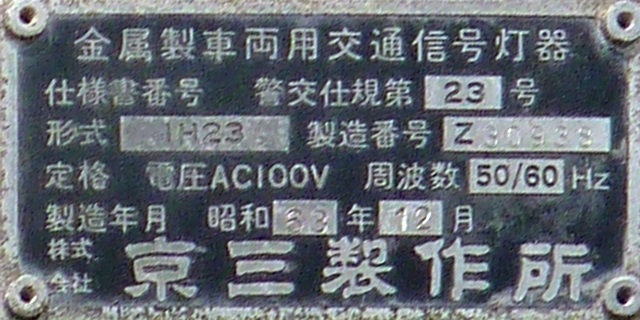 金属製車両用交通信号灯器
仕様書番号 警交仕規第 23 号
形式 1H23 製造番号 Z
定格 電圧AC100V 周波数 50/60 Hz
製造年月 昭和 年 12 月
株式会社 京三製作所